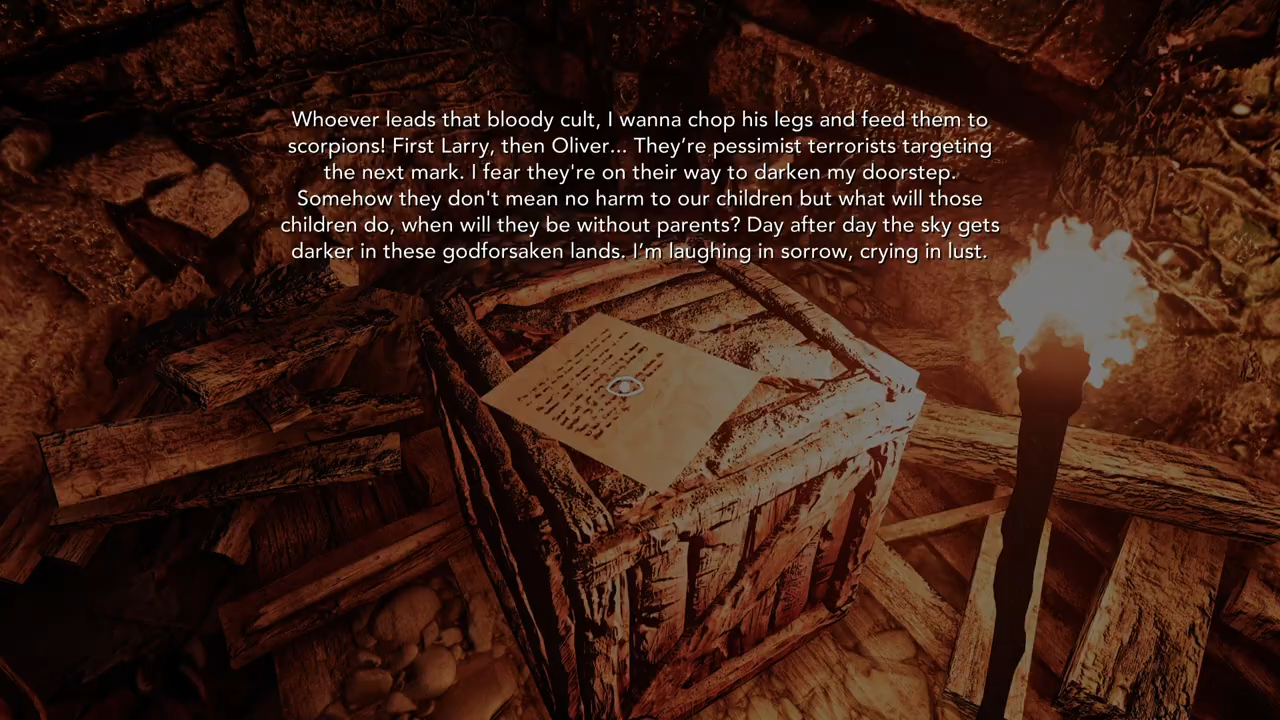 Whoever leads that bloody cult, I wanna chop his legs and feed them to
scorpions! First Larry, then Oliver... They're pessimist terrorists targeting
the next mark. I fear they're on their way to darken my doorstep.
Somehow they don't mean no harm to our children but what will those
children do, when will they be without parents? Day after day the sky gets
darker in these godforsaken lands. I'm laughing in sorrow, crying in lust.